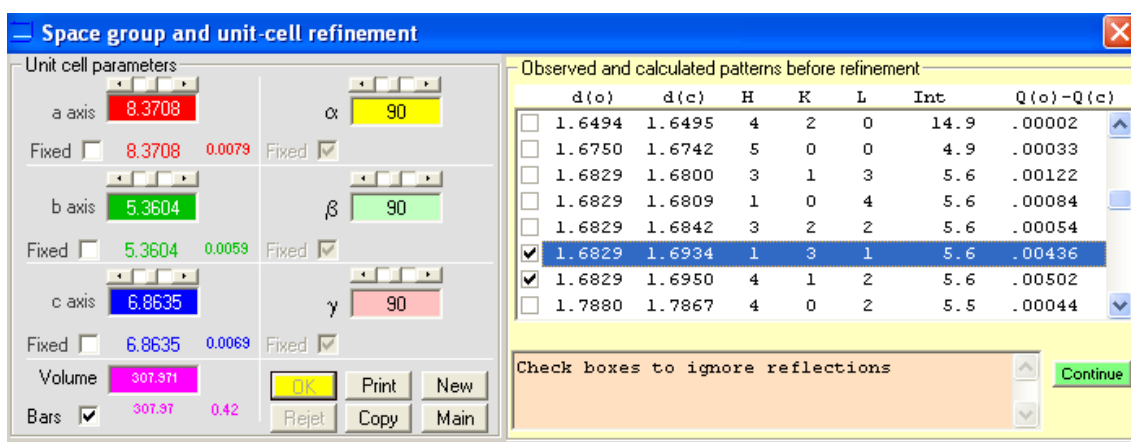 Space group and unit-cell refinement
Unit cell parameters
a axis 8.3708 α 90
Fixed 8.3708 0.0079 Fixed
b axis 5.3604 β 90
Fixed 5.3604 0.0059 Fixed
c axis 6.8635 γ 90
Fixed 6.8635 0.0069 Fixed
Volume 307.971
Bars 307.97 0.42
OK Print New
Rejet Copy Main
Observed and calculated patterns before refinement
d(o) d(c) H K L Int Q(o)-Q(c)
1.6494 1.6495 4 2 0 14.9 .00002
1.6750 1.6742 5 0 0 4.9 .00033
1.6829 1.6800 3 1 3 5.6 .00122
1.6829 1.6809 1 0 4 5.6 .00084
1.6829 1.6842 3 2 2 5.6 .00054
1.6829 1.6934 1 3 1 5.6 .00436
1.6829 1.6950 4 1 2 5.6 .00502
1.7880 1.7867 4 0 2 5.5 .00044
Check boxes to ignore reflections
Continue